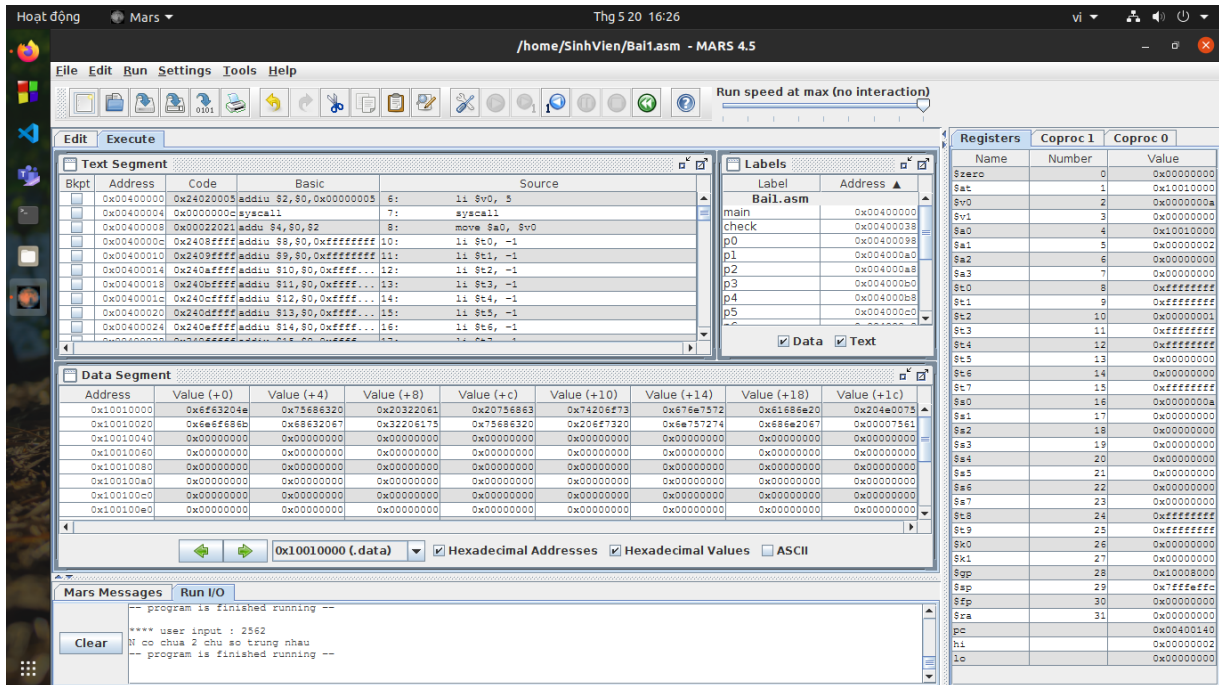 Hoạt động Mars Thg 5 20 16:26 vi
/home/SinhVien/Bai1.asm - MARS 4.5
File Edit Run Settings Tools Help
Run speed at max (no interaction)
Edit Execute
Text Segment
Bkpt Address Code Basic Source
0x00400000 0x24020005 addiu $2,$0,0x00000005 6: li $v0, 5
0x00400004 0x0000000c syscall 7: syscall
0x00400008 0x00022021 addu $4,$0,$2 8: move $a0, $v0
0x0040000c 0x2408ffff addiu $8,$0,0xffffffff 10: li $t0, -1
0x00400010 0x2409ffff addiu $9,$0,0xffffffff 11: li $t1, -1
0x00400014 0x240affff addiu $10,$0,0xffff... 12: li $t2, -1
0x00400018 0x240bffff addiu $11,$0,0xffff... 13: li $t3, -1
0x0040001c 0x240cffff addiu $12,$0,0xffff... 14: li $t4, -1
0x00400020 0x240dffff addiu $13,$0,0xffff... 15: li $t5, -1
0x00400024 0x240effff addiu $14,$0,0xffff... 16: li $t6, -1
Labels
Label Address ▲
Bai1.asm
main 0x00400000
check 0x00400038
p0 0x00400098
p1 0x004000a0
p2 0x004000a8
p3 0x004000b0
p4 0x004000b8
p5 0x004000c0
Data Text
Data Segment
Address Value (+0) Value (+4) Value (+8) Value (+c) Value (+10) Value (+14) Value (+18) Value (+1c)
0x10010000 0x6f63204e 0x75686320 0x20322061 0x20756863 0x74206f73 0x676e7572 0x61686e20 0x204e0075
0x10010020 0x6e6f686b 0x68632067 0x32206175 0x75686320 0x206f7320 0x6e757274 0x686e2067 0x00007561
0x10010040 0x00000000 0x00000000 0x00000000 0x00000000 0x00000000 0x00000000 0x00000000 0x00000000
0x10010060 0x00000000 0x00000000 0x00000000 0x00000000 0x00000000 0x00000000 0x00000000 0x00000000
0x10010080 0x00000000 0x00000000 0x00000000 0x00000000 0x00000000 0x00000000 0x00000000 0x00000000
0x100100a0 0x00000000 0x00000000 0x00000000 0x00000000 0x00000000 0x00000000 0x00000000 0x00000000
0x100100c0 0x00000000 0x00000000 0x00000000 0x00000000 0x00000000 0x00000000 0x00000000 0x00000000
0x100100e0 0x00000000 0x00000000 0x00000000 0x00000000 0x00000000 0x00000000 0x00000000 0x00000000
0x10010000 (.data) Hexadecimal Addresses Hexadecimal Values ASCII
Mars Messages Run I/O
-- program is finished running --
**** user input : 2562
N co chua 2 chu so trung nhau
-- program is finished running --
Clear
Registers Coproc 1 Coproc 0
Name Number Value
$zero 0 0x00000000
$at 1 0x10010000
$v0 2 0x0000000a
$v1 3 0x00000000
$a0 4 0x10010000
$a1 5 0x00000002
$a2 6 0x00000000
$a3 7 0x00000000
$t0 8 0xffffffff
$t1 9 0xffffffff
$t2 10 0x00000001
$t3 11 0xffffffff
$t4 12 0xffffffff
$t5 13 0x00000000
$t6 14 0x00000000
$t7 15 0xffffffff
$s0 16 0x0000000a
$s1 17 0x00000000
$s2 18 0x00000000
$s3 19 0x00000000
$s4 20 0x00000000
$s5 21 0x00000000
$s6 22 0x00000000
$s7 23 0x00000000
$t8 24 0xffffffff
$t9 25 0xffffffff
$k0 26 0x00000000
$k1 27 0x00000000
$gp 28 0x10008000
$sp 29 0x7fffeffc
$fp 30 0x00000000
$ra 31 0x00000000
pc 0x00400140
hi 0x00000002
lo 0x00000000